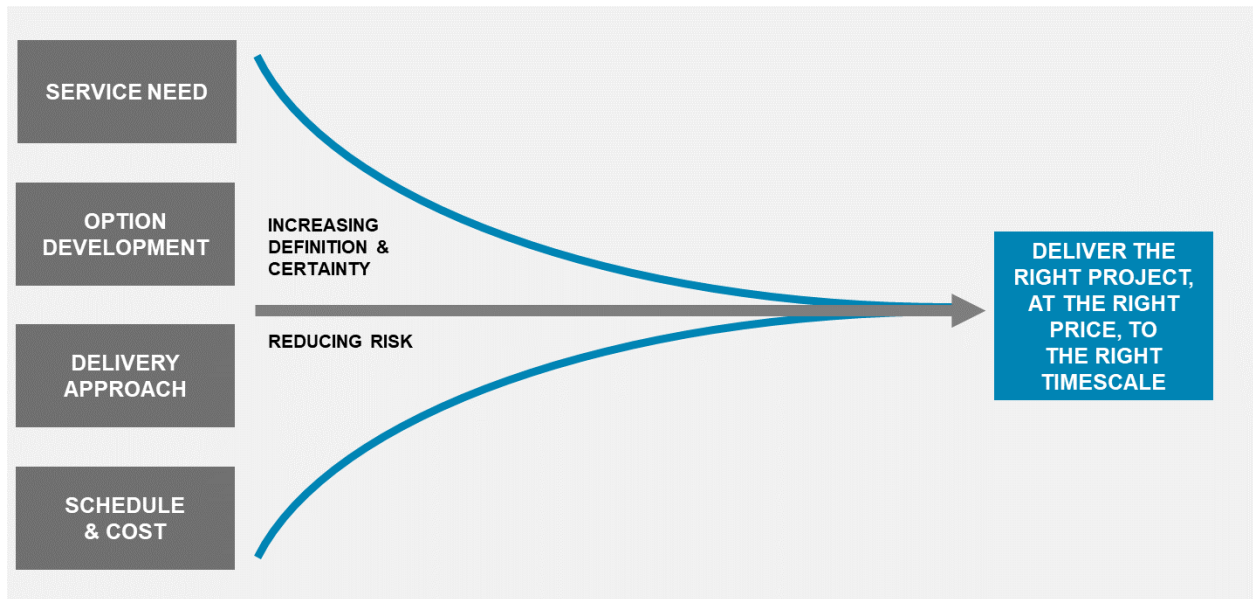 SERVICE NEED
OPTION
DEVELOPMENT
DELIVERY
APPROACH
SCHEDULE
& COST
INCREASING
DEFINITION &
CERTAINTY
REDUCING RISK
DELIVER THE
RIGHT PROJECT,
AT THE RIGHT
PRICE, TO
THE RIGHT
TIMESCALE